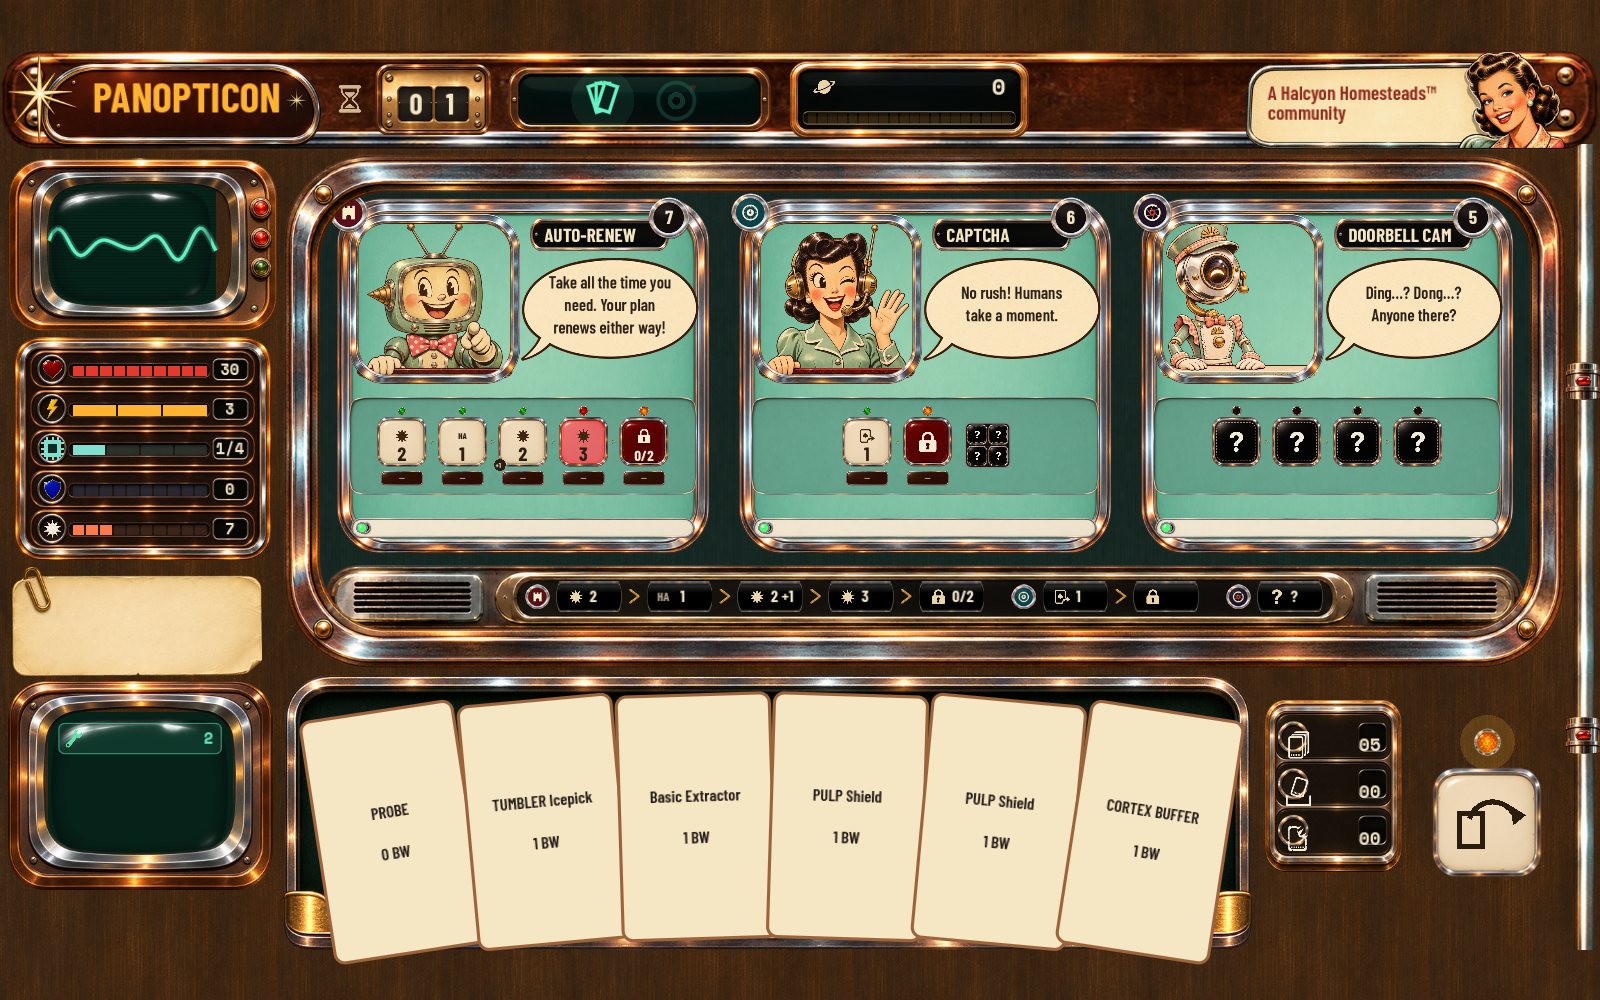 PANOPTICON
0 1
0
A Halcyon Homesteads™
community
AUTO-RENEW
7
Take all the time you
need. Your plan
renews either way!
2
HA
1
+1
2
3
0/2
CAPTCHA
6
No rush! Humans
take a moment.
1
? ?
? ?
DOORBELL CAM
5
Ding...? Dong...?
Anyone there?
? ? ? ?
30
3
1/4
0
7
2 > HA 1 > 2 +1 > 3 > 0/2
1 >
? ?
2
PROBE
0 BW
TUMBLER Icepick
1 BW
Basic Extractor
1 BW
PULP Shield
1 BW
PULP Shield
1 BW
CORTEX BUFFER
1 BW
05
00
00